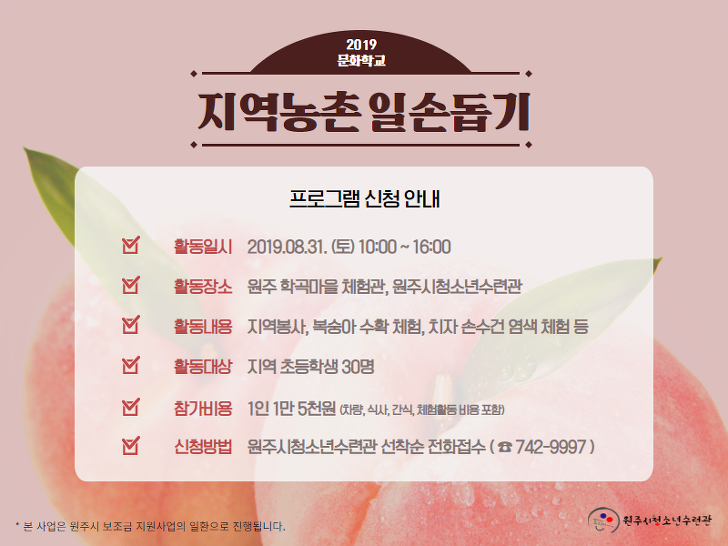 2019
문화학교
지역농촌 일손돕기
프로그램 신청 안내
활동일시 2019.08.31. (토) 10:00 ~ 16:00
활동장소 원주 학곡마을 체험관, 원주시청소년수련관
활동내용 지역봉사, 복숭아 수확 체험, 치자 손수건 염색 체험 등
활동대상 지역 초등학생 30명
참가비용 1인 1만 5천원 (차량, 식사, 간식, 체험활동 비용 포함)
신청방법 원주시청소년수련관 선착순 전화접수 ( ☎ 742-9997 )
* 본 사업은 원주시 보조금 지원사업의 일환으로 진행됩니다.
원주시청소년수련관